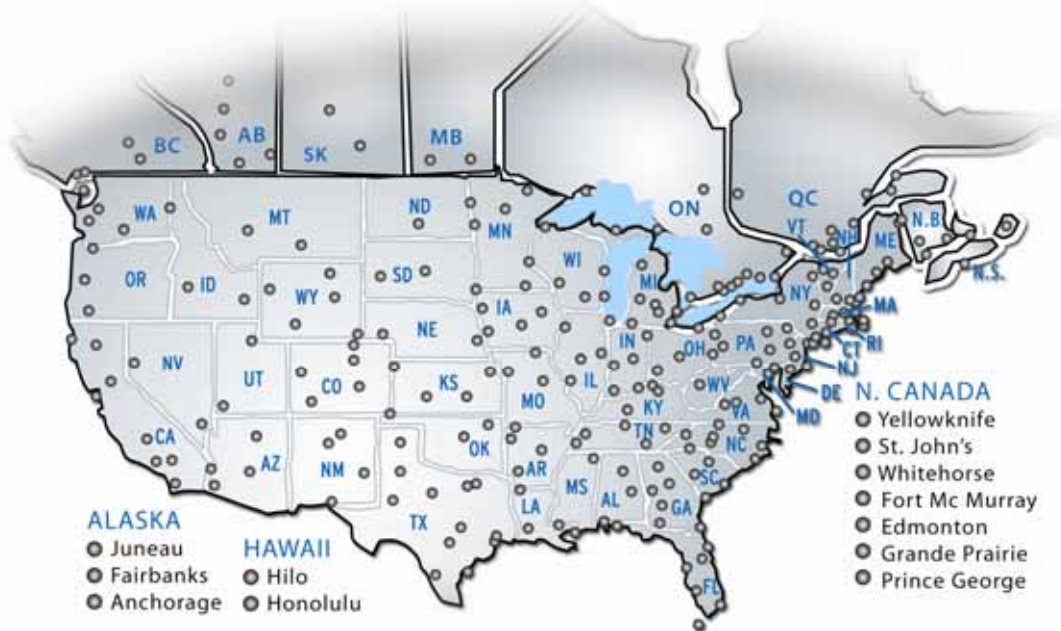 BC
AB
SK
MB
ON
QC
N.B
N.S.
WA
MT
ND
MN
VT
NH
ME
OR
ID
WY
SD
WI
MI
NY
MA
RI
CT
NJ
DE
MD
NV
UT
CO
NE
IA
IL
IN
OH
PA
KS
MO
KY
WV
VA
CA
AZ
NM
OK
AR
TN
NC
SC
TX
LA
MS
AL
GA
FL
ALASKA
Juneau
Fairbanks
Anchorage
HAWAII
Hilo
Honolulu
N. CANADA
Yellowknife
St. John's
Whitehorse
Fort Mc Murray
Edmonton
Grande Prairie
Prince George